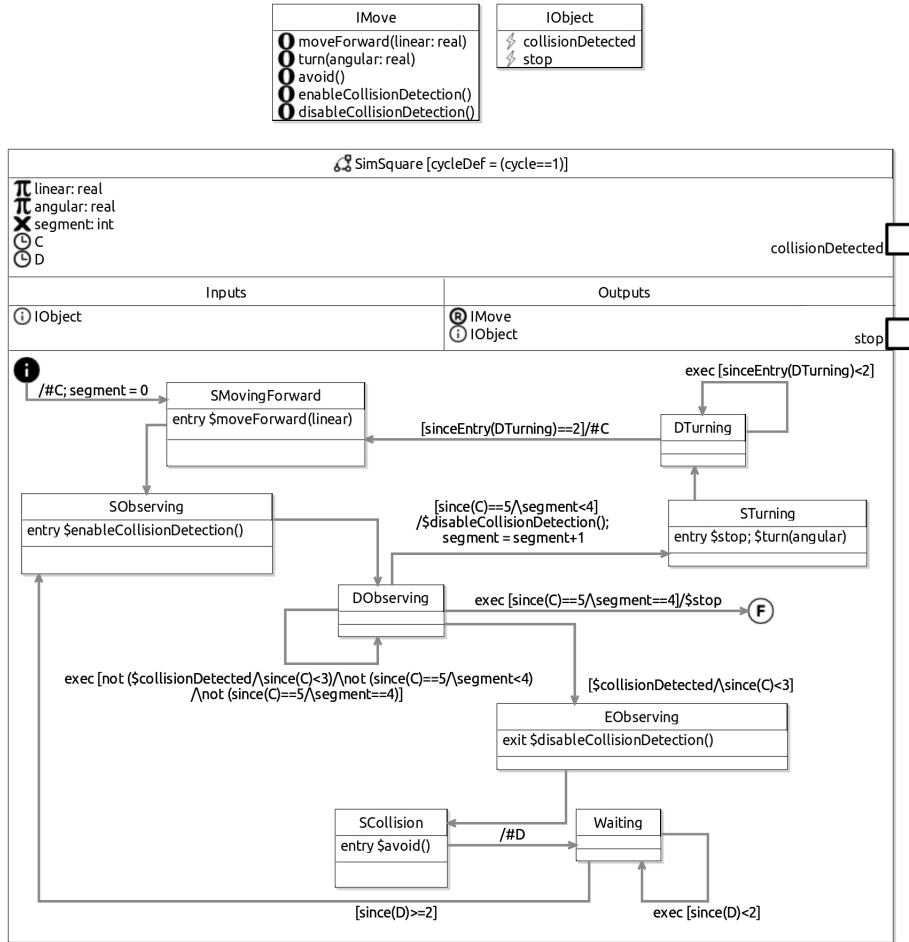 IMove
O moveForward(linear: real)
O turn(angular: real)
O avoid()
O enableCollisionDetection()
O disableCollisionDetection()
IObject
collisionDetected
stop
SimSquare [cycleDef = (cycle==1)]
π linear: real
π angular: real
X segment: int
C
D
collisionDetected
Inputs
Outputs
i IObject
R IMove
i IObject
stop
i
/#C; segment = 0
SMovingForward
entry $moveForward(linear)
exec [sinceEntry(DTurning)<2]
DTurning
[sinceEntry(DTurning)==2]/#C
SObserving
entry $enableCollisionDetection()
[since(C)==5/\segment<4]
/$disableCollisionDetection();
segment = segment+1
STurning
entry $stop; $turn(angular)
DObserving
exec [since(C)==5/\segment==4]/$stop
F
exec [not ($collisionDetected/\since(C)<3)/\not (since(C)==5/\segment<4)
/\not (since(C)==5/\segment==4)]
[$collisionDetected/\since(C)<3]
EObserving
exit $disableCollisionDetection()
SCollision
entry $avoid()
/#D
Waiting
[since(D)>=2]
exec [since(D)<2]